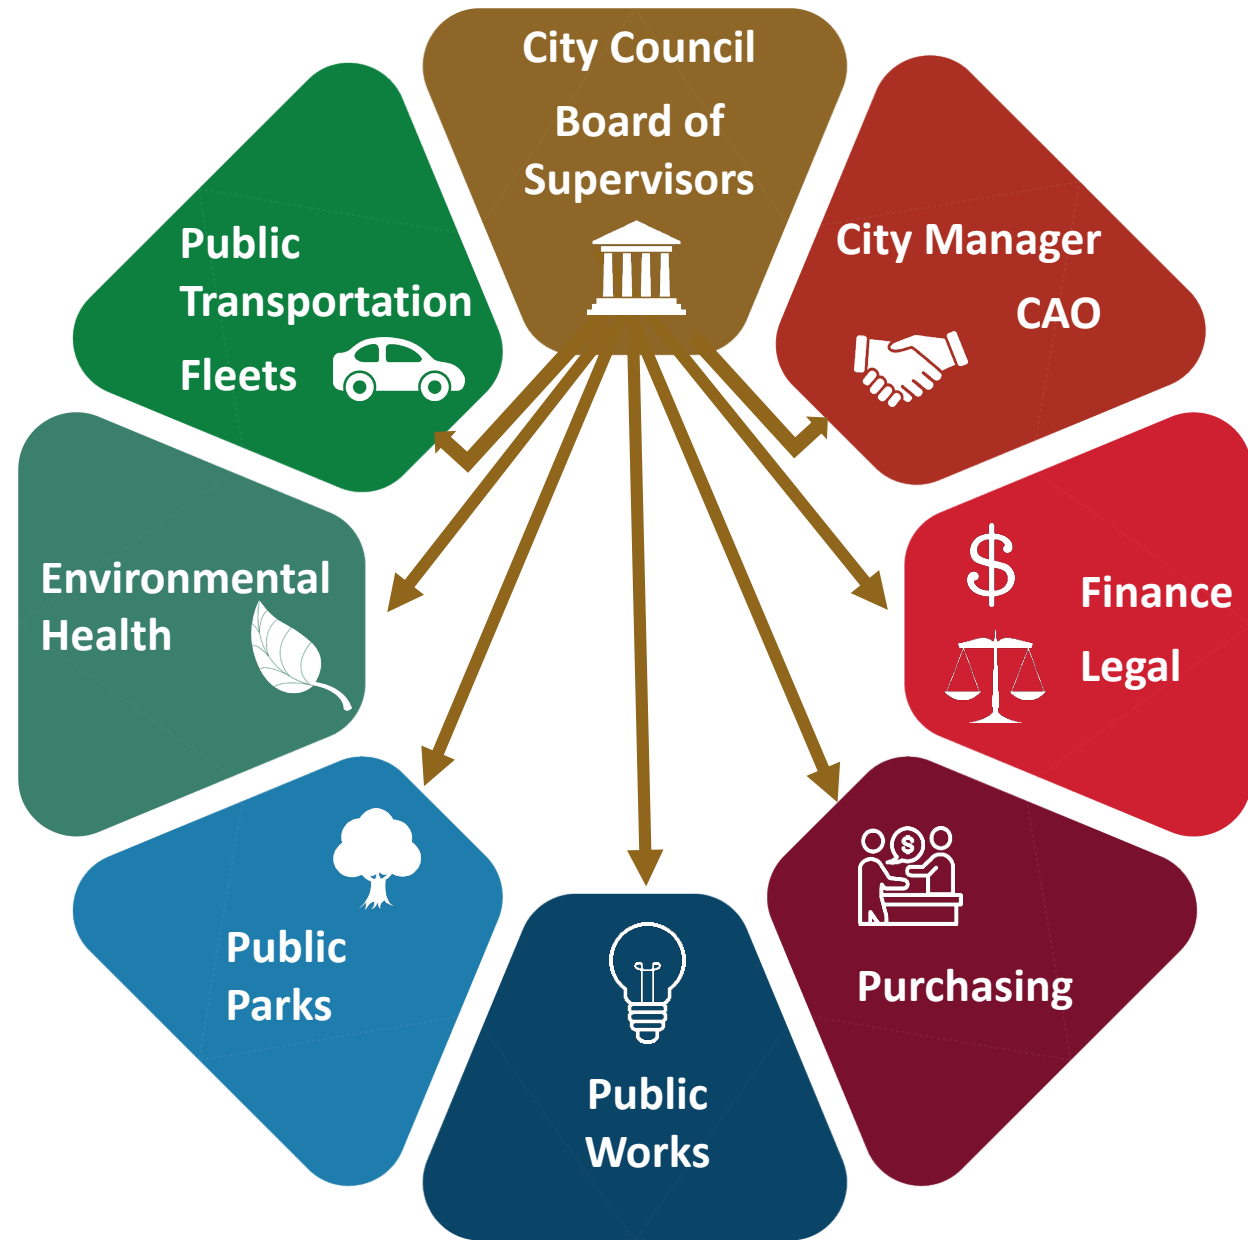 City Council
Board of
Supervisors
City Manager
CAO
Finance
Legal
Purchasing
Public
Works
Public
Parks
Environmental
Health
Public
Transportation
Fleets